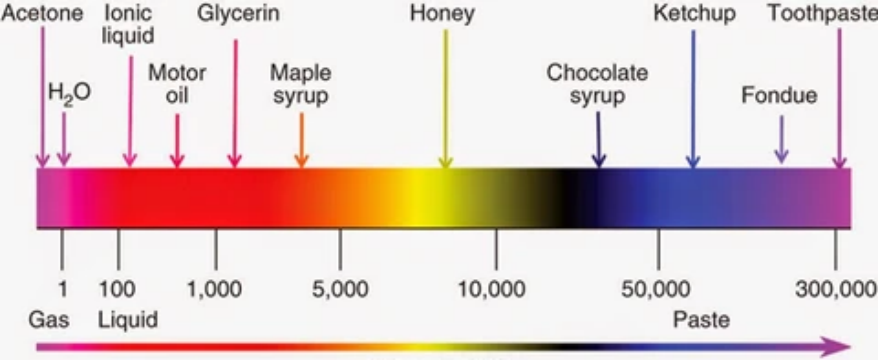 Acetone
Ionic
liquid
Glycerin
Honey
Ketchup
Toothpaste
H₂O
Motor
oil
Maple
syrup
Chocolate
syrup
Fondue
1
100
1,000
5,000
10,000
50,000
300,000
Gas
Liquid
Paste